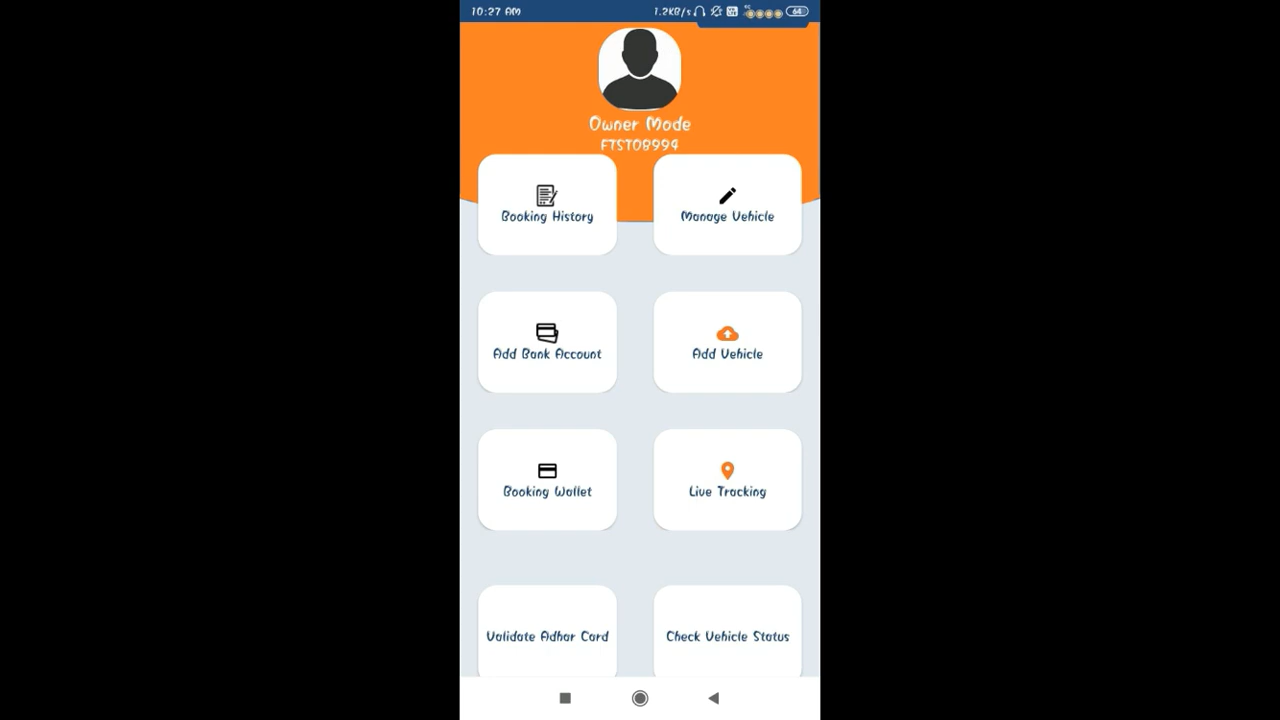 10:27 AM 1.2KB/s 64
Owner Mode
FTST08994
Booking History
Manage Vehicle
Add Bank Account
Add Vehicle
Booking Wallet
Live Tracking
Validate Adhar Card
Check Vehicle Status